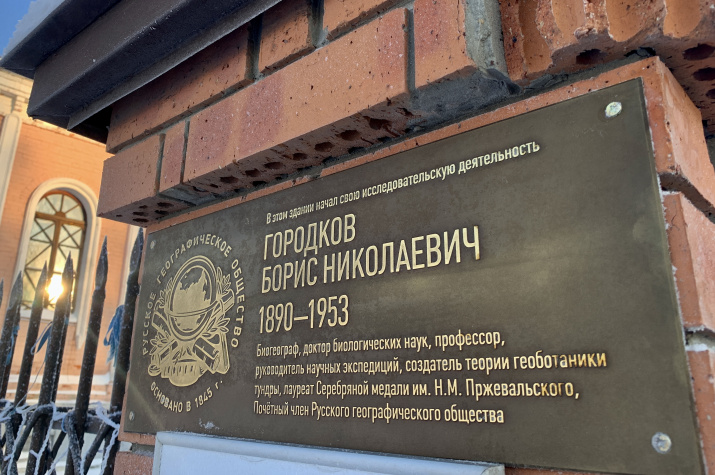 В этом здании начал свою исследовательскую деятельность
ГОРОДКОВ
БОРИС НИКОЛАЕВИЧ
1890–1953
Биогеограф, доктор биологических наук, профессор,
руководитель научных экспедиций, создатель теории геоботаники
тундры, лауреат Серебряной медали им. Н.М. Пржевальского,
Почётный член Русского географического общества
РУССКОЕ ГЕОГРАФИЧЕСКОЕ ОБЩЕСТВО
ОСНОВАНО В 1845 г.